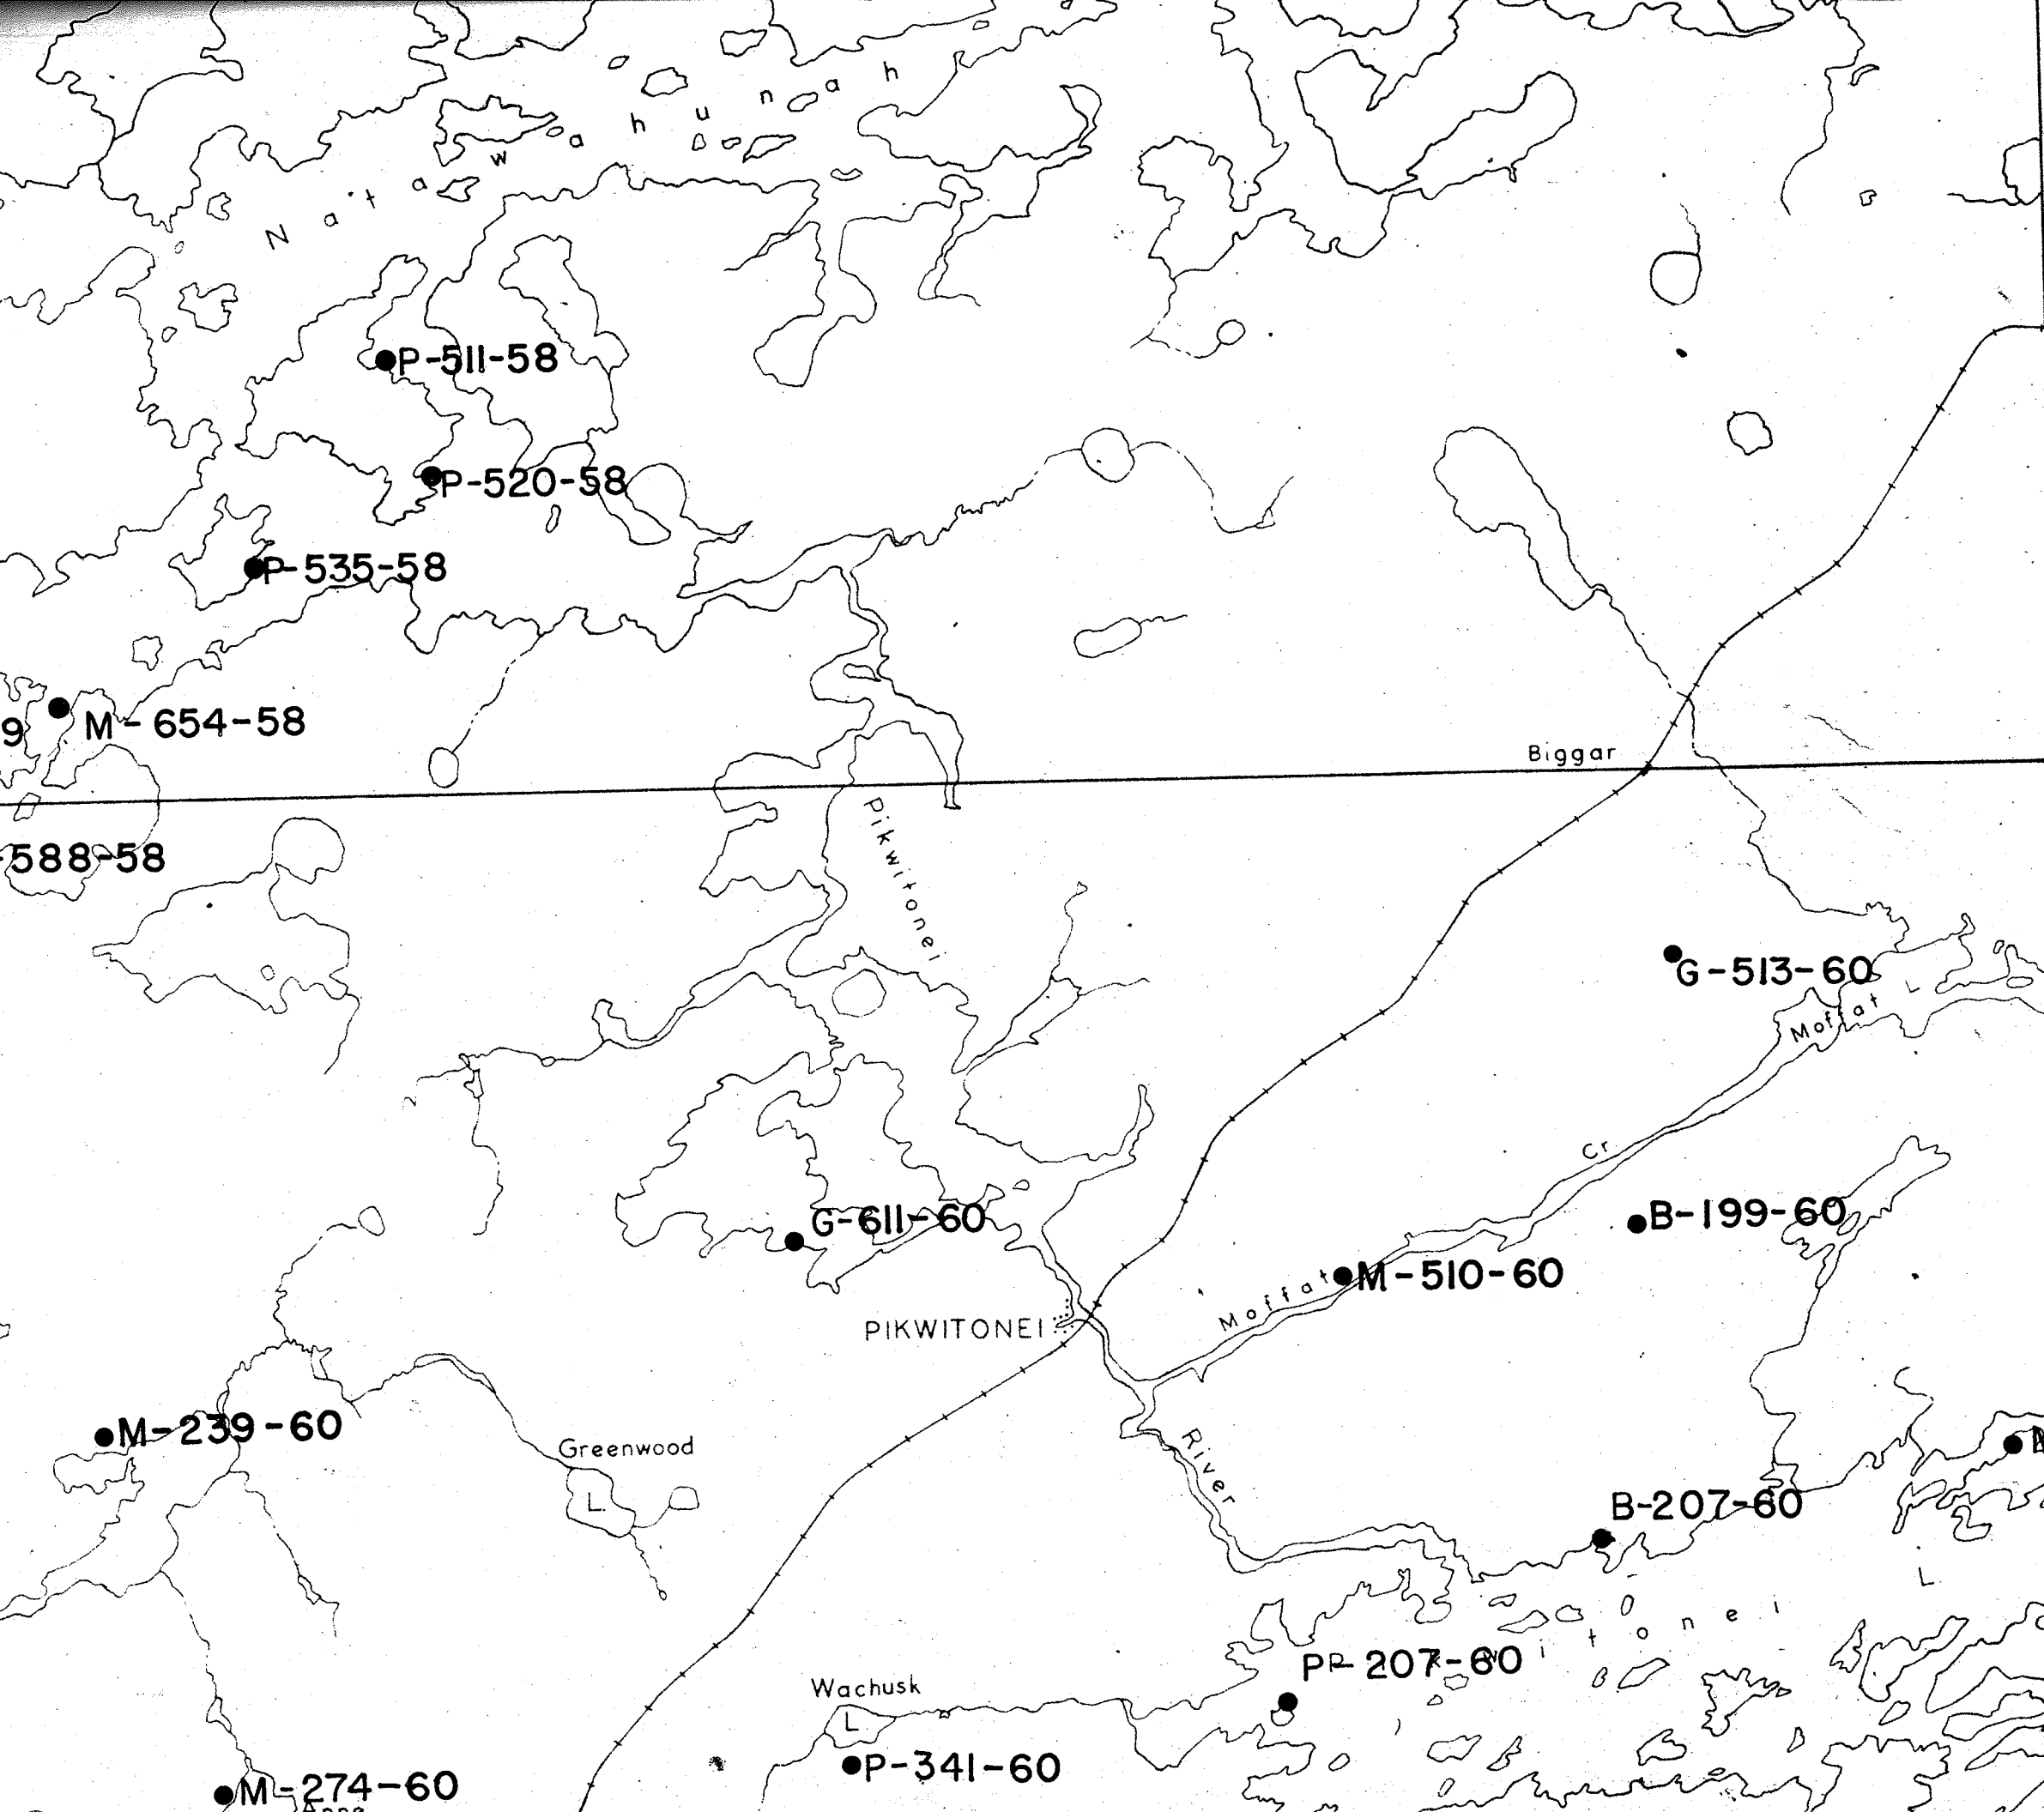 Natawahunah
P-511-58
P-520-58
P-535-58
9
M-654-58
Biggar
Pikwitonei
-588-58
G-513-60
Moffat L
Cr
B-199-60
G-611-60
M-510-60
Moffat
PIKWITONEI
M-239-60
Greenwood
L.
River
B-207-60
L
itonei
P-207-60
Wachusk
L
P-341-60
M-274-60